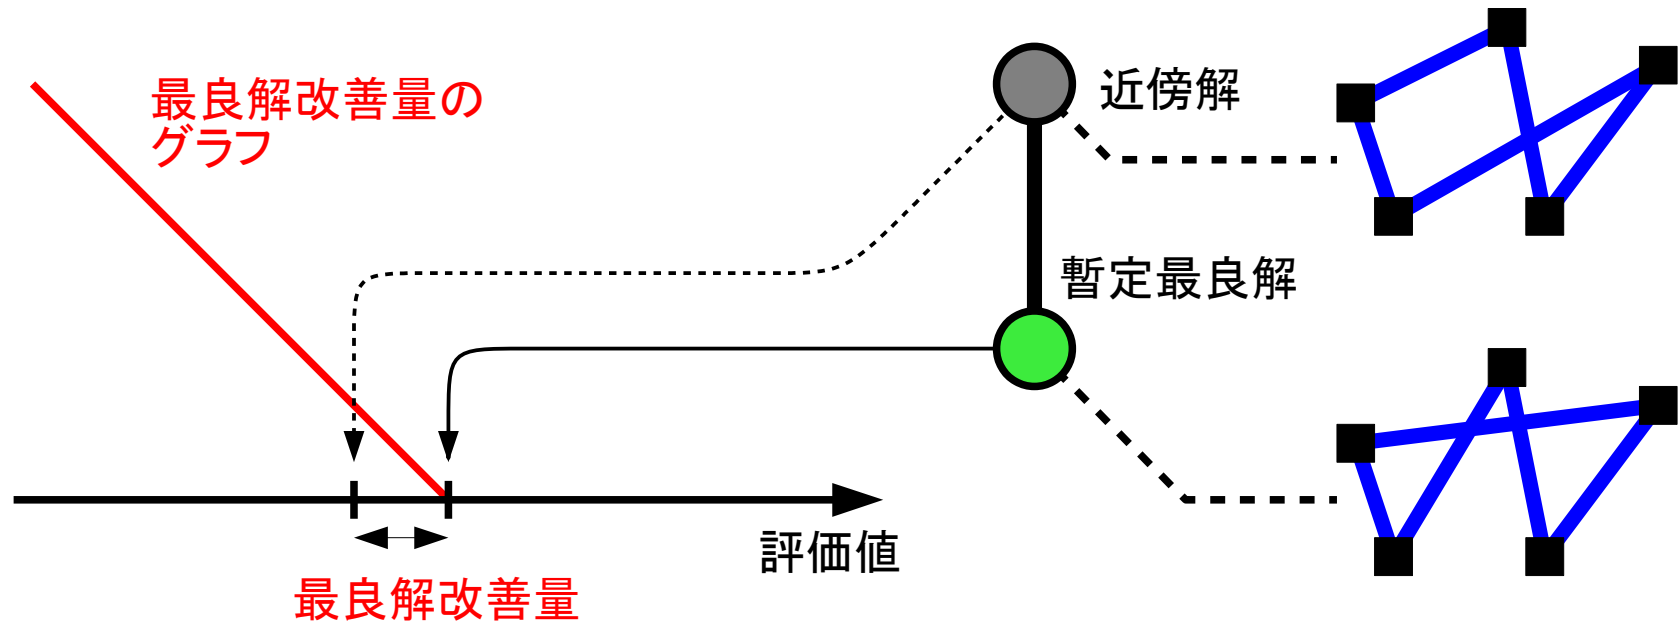 最良解改善量の
グラフ
近傍解
暫定最良解
評価値
最良解改善量